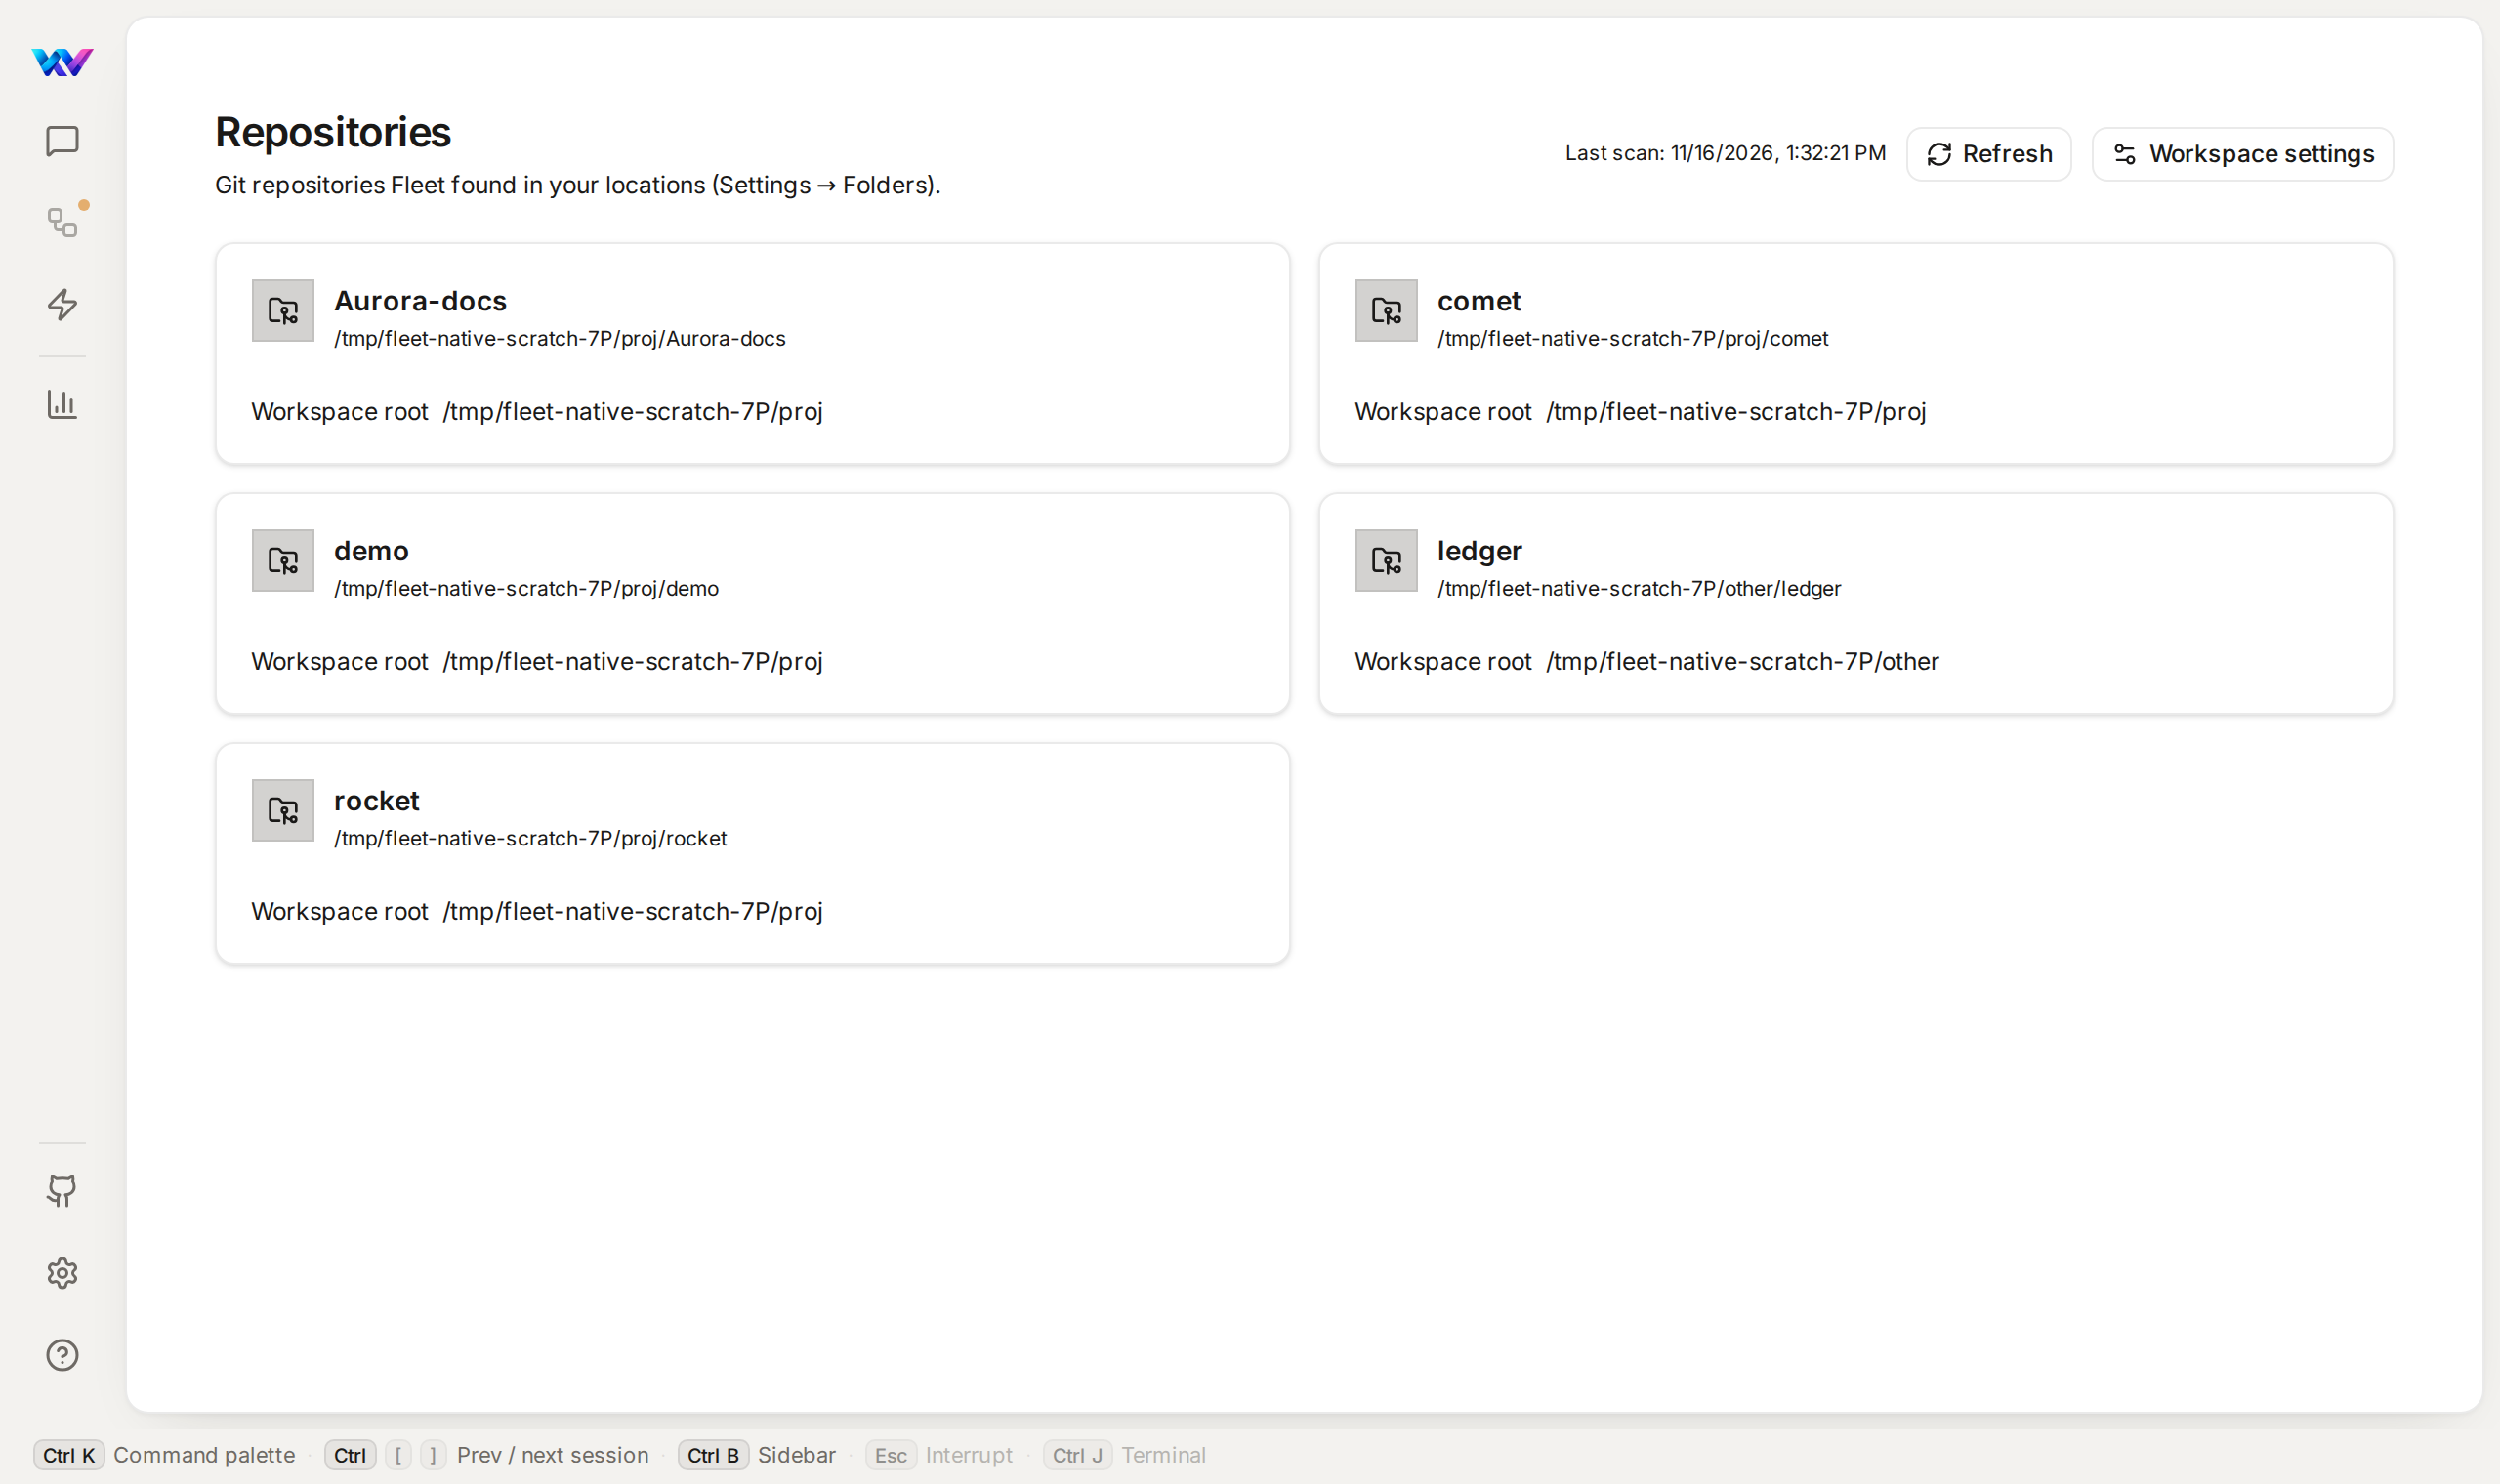 Repositories
Git repositories Fleet found in your locations (Settings → Folders).
Last scan: 11/16/2026, 1:32:21 PM
Refresh
Workspace settings
Aurora-docs
/tmp/fleet-native-scratch-7P/proj/Aurora-docs
Workspace root /tmp/fleet-native-scratch-7P/proj
comet
/tmp/fleet-native-scratch-7P/proj/comet
Workspace root /tmp/fleet-native-scratch-7P/proj
demo
/tmp/fleet-native-scratch-7P/proj/demo
Workspace root /tmp/fleet-native-scratch-7P/proj
ledger
/tmp/fleet-native-scratch-7P/other/ledger
Workspace root /tmp/fleet-native-scratch-7P/other
rocket
/tmp/fleet-native-scratch-7P/proj/rocket
Workspace root /tmp/fleet-native-scratch-7P/proj
Ctrl K Command palette · Ctrl [ ] Prev / next session · Ctrl B Sidebar · Esc Interrupt · Ctrl J Terminal